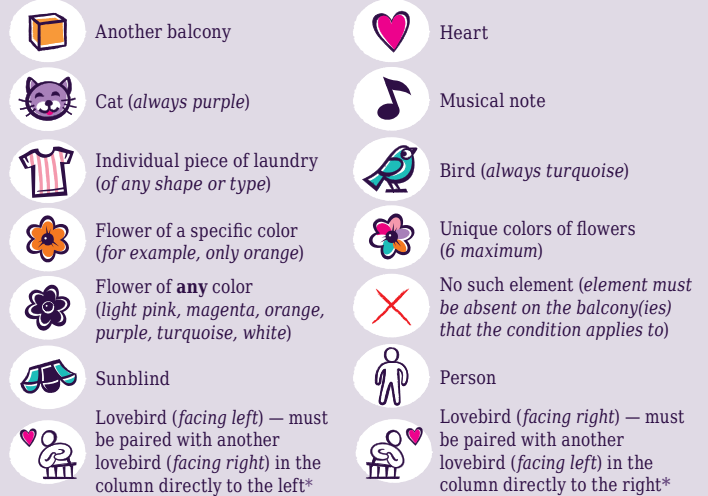 Another balcony
Cat (always purple)
Individual piece of laundry
(of any shape or type)
Flower of a specific color
(for example, only orange)
Flower of any color
(light pink, magenta, orange,
purple, turquoise, white)
Sunblind
Lovebird (facing left) — must
be paired with another
lovebird (facing right) in the
column directly to the left*
Heart
Musical note
Bird (always turquoise)
Unique colors of flowers
(6 maximum)
No such element (element must
be absent on the balcony(ies)
that the condition applies to)
Person
Lovebird (facing right) — must
be paired with another
lovebird (facing left) in the
column directly to the right*